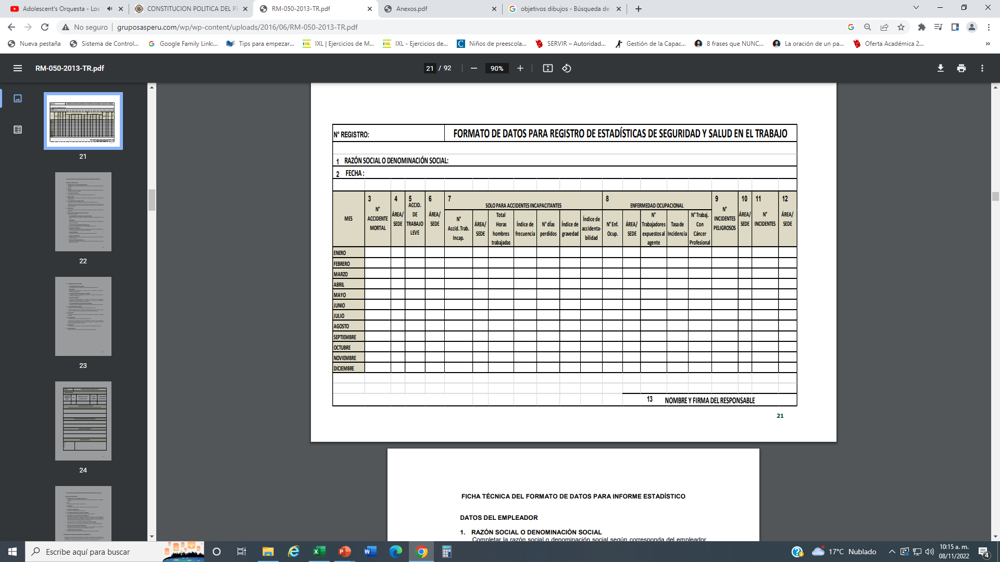 Adolescent's Orquesta - Los
CONSTITUCION POLITICA DEL PE
RM-050-2013-TR.pdf
Anexos.pdf
objetivos dibujos - Búsqueda de
No seguro
gruposasperu.com/wp/wp-content/uploads/2016/06/RM-050-2013-TR.pdf
Nueva pestaña
Sistema de Control...
Google Family Link:...
Tips para empezar...
IXL | Ejercicios de M...
IXL - Ejercicios de...
Niños de preescola...
SERVIR – Autoridad...
Gestión de la Capac...
8 frases que NUNC...
La oración de un pa...
Oferta Académica 2...
RM-050-2013-TR.pdf
21 / 92
90%
21
22
23
24
N° REGISTRO:
FORMATO DE DATOS PARA REGISTRO DE ESTADÍSTICAS DE SEGURIDAD Y SALUD EN EL TRABAJO
1 RAZÓN SOCIAL O DENOMINACIÓN SOCIAL:
2 FECHA :
MES
3
N°
ACCIDENTE
MORTAL
4
ÁREA/
SEDE
5
ACCID.
DE
TRABAJO
LEVE
6
ÁREA/
SEDE
7
SOLO PARA ACCIDENTES INCAPACITANTES
N°
Accid. Trab.
Incap.
ÁREA/
SEDE
Total
Horas
hombres
trabajadas
Índice de
frecuencia
N° días
perdidos
Índice de
gravedad
Índice de
accidenta-
bilidad
8
ENFERMEDAD OCUPACIONAL
N° Enf.
Ocup.
ÁREA/
SEDE
N°
Trabajadores
expuestos al
agente
Tasa de
Incidencia
N° Trabaj.
Con
Cáncer
Profesional
9
N°
INCIDENTES
PELIGROSOS
10
ÁREA/
SEDE
11
N°
INCIDENTES
12
ÁREA/
SEDE
ENERO
FEBRERO
MARZO
ABRIL
MAYO
JUNIO
JULIO
AGOSTO
SEPTIEMBRE
OCTUBRE
NOVIEMBRE
DICIEMBRE
13 NOMBRE Y FIRMA DEL RESPONSABLE
21
FICHA TÉCNICA DEL FORMATO DE DATOS PARA INFORME ESTADÍSTICO
DATOS DEL EMPLEADOR
1. RAZÓN SOCIAL O DENOMINACIÓN SOCIAL
Completar la razón social o denominación social según corresponda del empleador
Escribe aquí para buscar
17°C Nublado
10:15 a. m.
08/11/2022
4